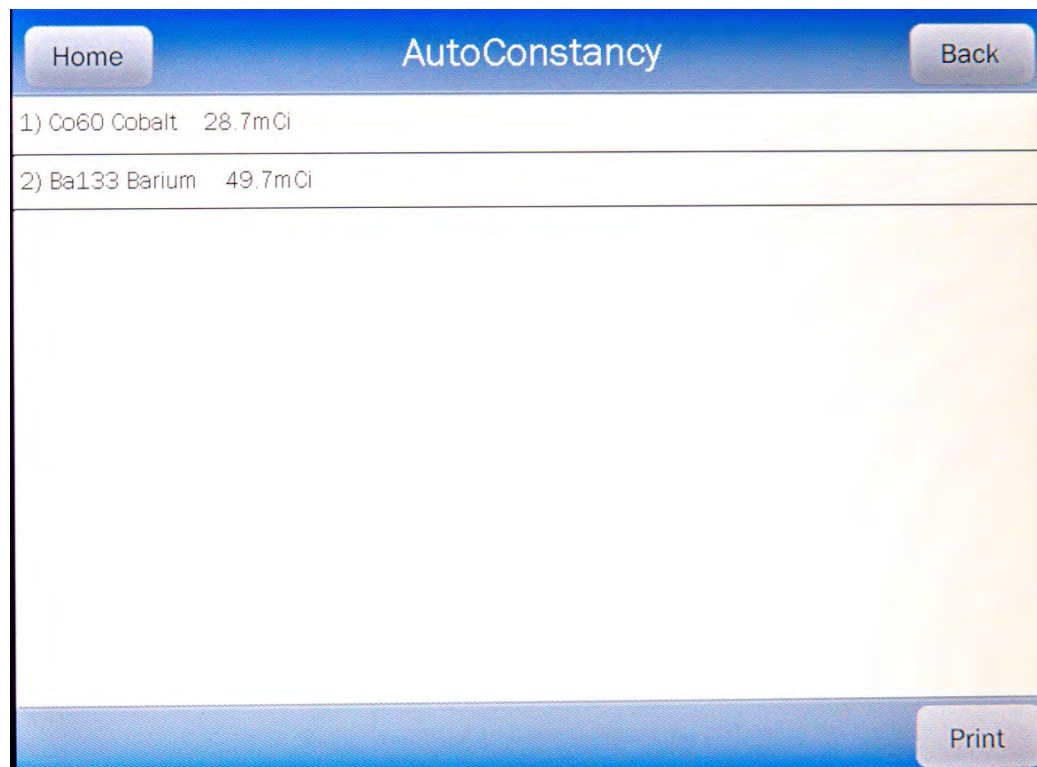 Home AutoConstancy Back
1) Co60 Cobalt 28.7mCi
2) Ba133 Barium 49.7mCi
Print